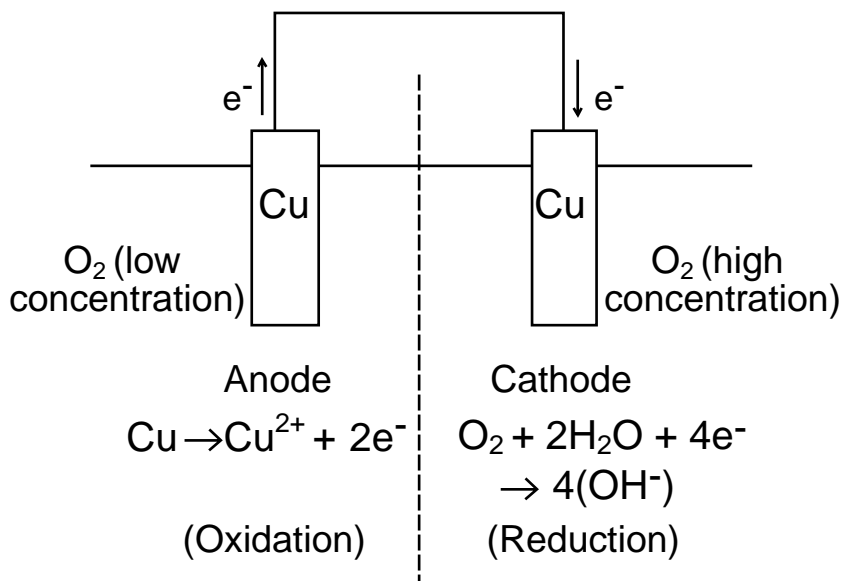 e⁻
e⁻
Cu
Cu
O₂ (low
concentration)
O₂ (high
concentration)
Anode
Cu → Cu²⁺ + 2e⁻
(Oxidation)
Cathode
O₂ + 2H₂O + 4e⁻
→ 4(OH⁻)
(Reduction)